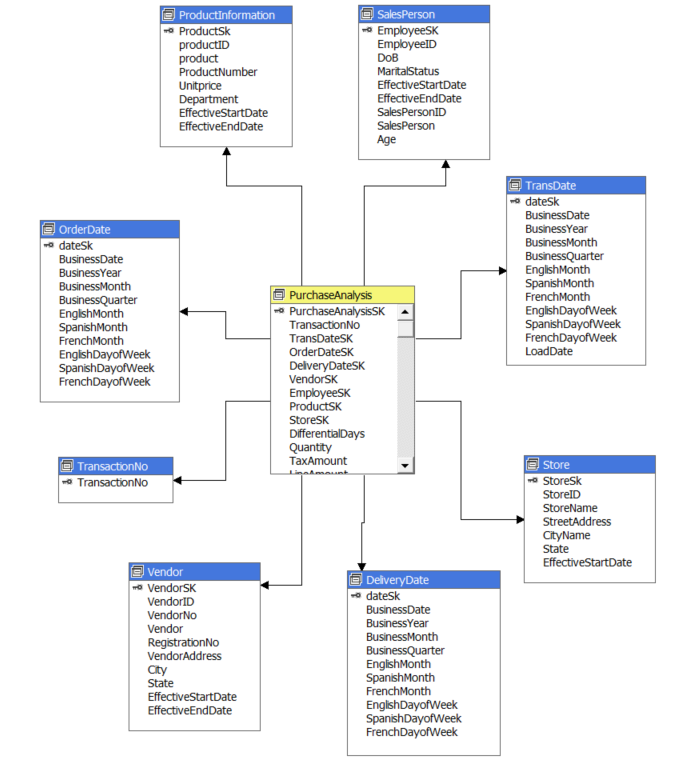 ProductInformation
ProductSk
productID
product
ProductNumber
Unitprice
Department
EffectiveStartDate
EffectiveEndDate
SalesPerson
EmployeeSK
EmployeeID
DoB
MaritalStatus
EffectiveStartDate
EffectiveEndDate
SalesPersonID
SalesPerson
Age
TransDate
dateSk
BusinessDate
BusinessYear
BusinessMonth
BusinessQuarter
EnglishMonth
SpanishMonth
FrenchMonth
EnglishDayofWeek
SpanishDayofWeek
FrenchDayofWeek
LoadDate
OrderDate
dateSk
BusinessDate
BusinessYear
BusinessMonth
BusinessQuarter
EnglishMonth
SpanishMonth
FrenchMonth
EnglishDayofWeek
SpanishDayofWeek
FrenchDayofWeek
PurchaseAnalysis
PurchaseAnalysisSK
TransactionNo
TransDateSK
OrderDateSK
DeliveryDateSK
VendorSK
EmployeeSK
ProductSK
StoreSK
DifferentialDays
Quantity
TaxAmount
LineAmount
TransactionNo
TransactionNo
Store
StoreSk
StoreID
StoreName
StreetAddress
CityName
State
EffectiveStartDate
Vendor
VendorSK
VendorID
VendorNo
Vendor
RegistrationNo
VendorAddress
City
State
EffectiveStartDate
EffectiveEndDate
DeliveryDate
dateSk
BusinessDate
BusinessYear
BusinessMonth
BusinessQuarter
EnglishMonth
SpanishMonth
FrenchMonth
EnglishDayofWeek
SpanishDayofWeek
FrenchDayofWeek